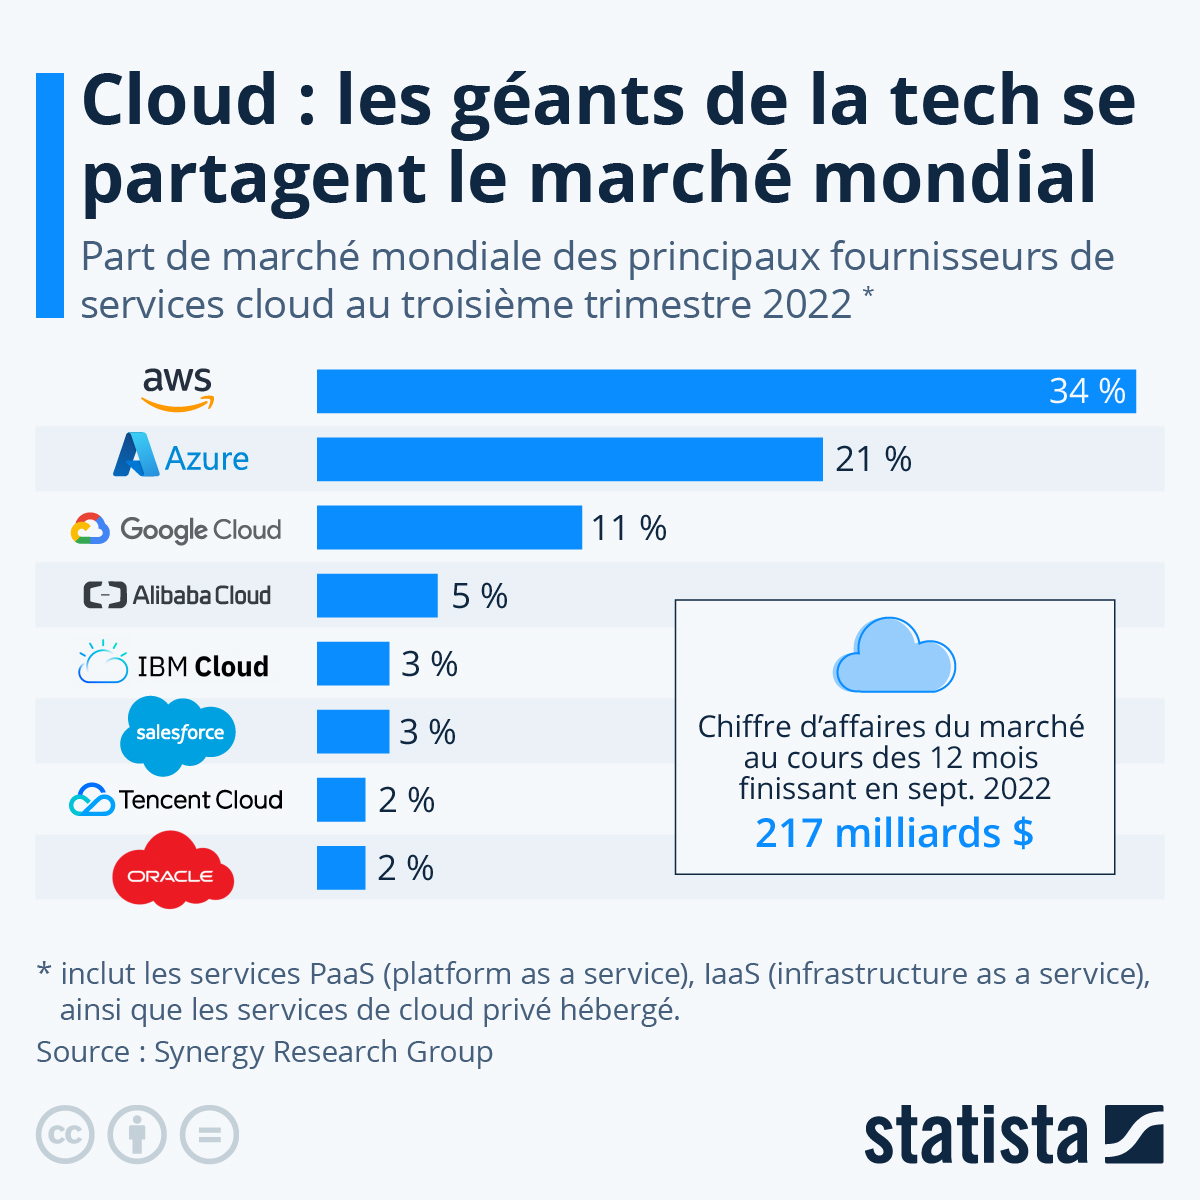 Cloud : les géants de la tech se
partagent le marché mondial
Part de marché mondiale des principaux fournisseurs de
services cloud au troisième trimestre 2022 *
aws
34 %
Azure
21 %
Google Cloud
11 %
Alibaba Cloud
5 %
IBM Cloud
3 %
salesforce
3 %
Tencent Cloud
2 %
ORACLE
2 %
Chiffre d’affaires du marché
au cours des 12 mois
finissant en sept. 2022
217 milliards $
* inclut les services PaaS (platform as a service), IaaS (infrastructure as a service),
ainsi que les services de cloud privé hébergé.
Source : Synergy Research Group
cc
statista